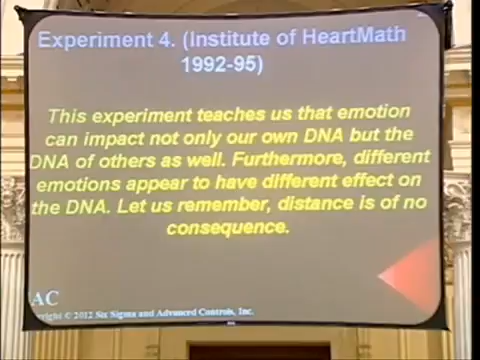 Experiment 4. (Institute of HeartMath
1992-95)
This experiment teaches us that emotion
can impact not only our own DNA but the
DNA of others as well. Furthermore, different
emotions appear to have different effect on
the DNA. Let us remember, distance is of no
consequence.
AC
© 2012 Six Sigma and Advanced Controls, Inc.